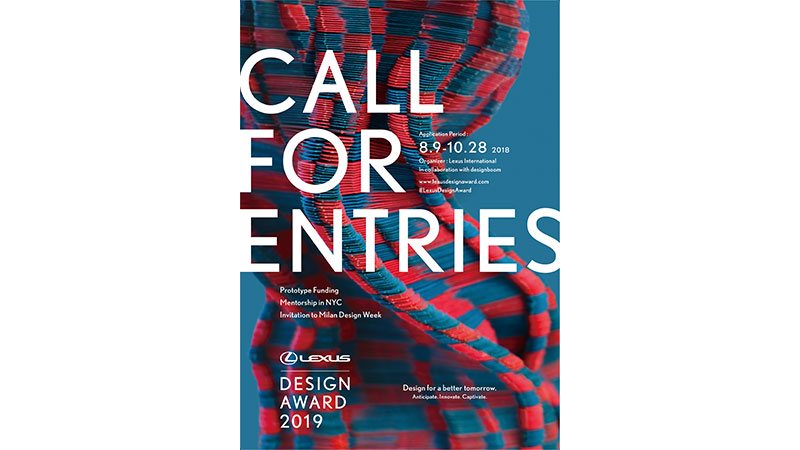 CALL
FOR
ENTRIES
Application Period :
8.9-10.28 2018
Organizer : Lexus International
In collaboration with designboom
www.lexusdesignaward.com
#LexusDesignAward
Prototype Funding
Mentorship in NYC
Invitation to Milan Design Week
LEXUS
DESIGN
AWARD
2019
Design for a better tomorrow.
Anticipate. Innovate. Captivate.